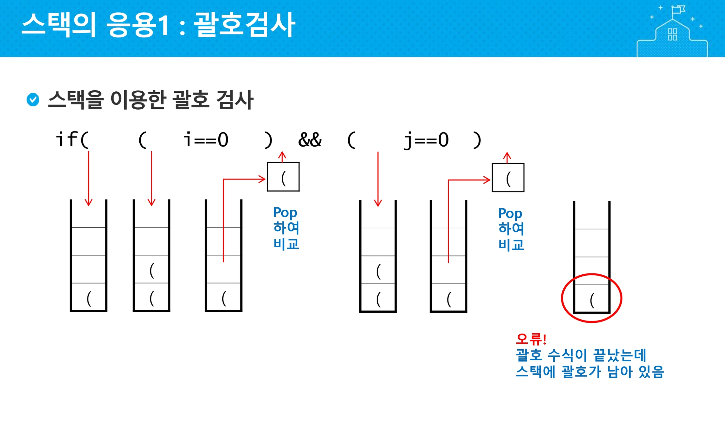 스택의 응용1 : 괄호검사
스택을 이용한 괄호 검사
if( ( i==0 ) && ( j==0 )
( (
Pop
하여
비교
Pop
하여
비교
( (
( ( ( ( ( (
오류!
괄호 수식이 끝났는데
스택에 괄호가 남아 있음